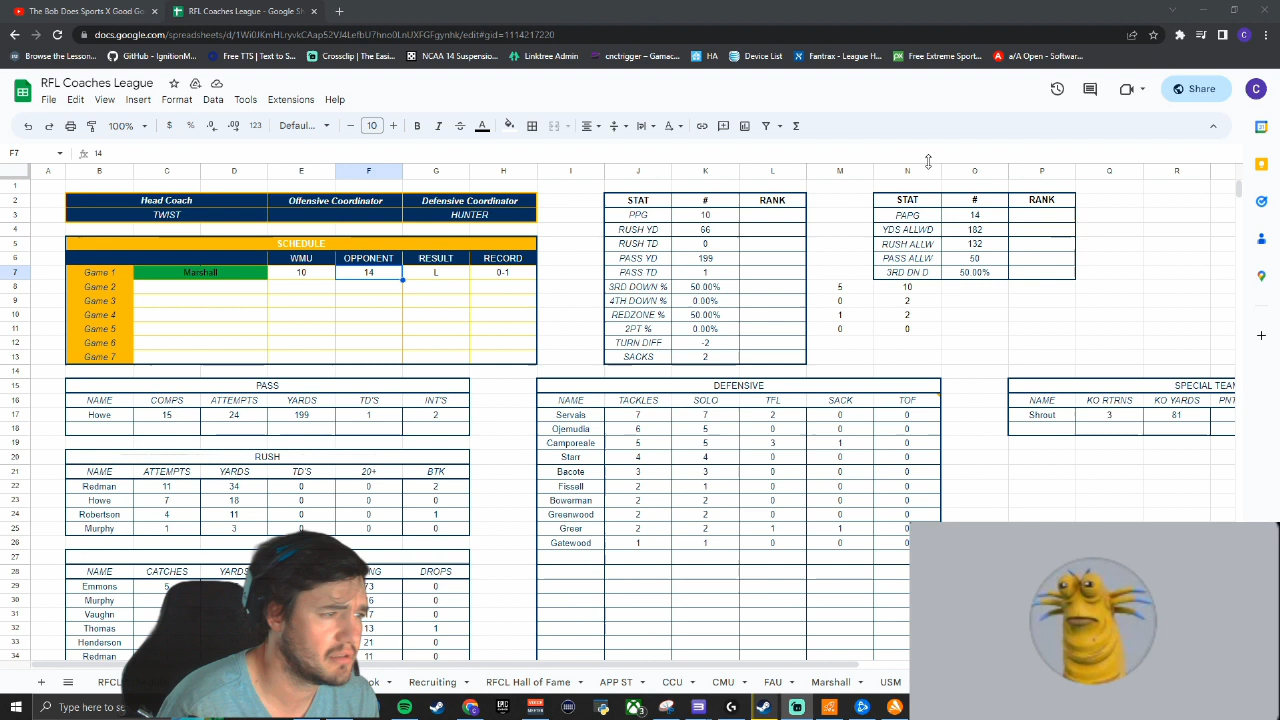 The Bob Does Sports X Good Go
RFL Coaches League - Google Sh
docs.google.com/spreadsheets/d/1Wi0JKmHLryvkCAap52VJ4LefbU7the0noLnUXFGFgynhk/edit#gid=1114217220
Browse the Lesson... GitHub - IgnitionM... Free TTS | Text to S... Crossclip | The Fast... NCAA 14 Suspensio... Linktree Admin cnctrigger – Gamac... HA Device List Fantrax - League H... Free Extreme Sport... a/A Open - Softwar...
RFL Coaches League
File Edit View Insert Format Data Tools Extensions Help
Share
100% $ % .0 .00 123 Defaul... 10 B I A
F7 14
A B C D E F G H I J K L M N O P Q R
Head Coach Offensive Coordinator Defensive Coordinator
TWIST HUNTER
SCHEDULE
WMU OPPONENT RESULT RECORD
Game 1 Marshall 10 14 L 0-1
Game 2
Game 3
Game 4
Game 5
Game 6
Game 7
STAT # RANK
PPG 10
RUSH YD 66
RUSH TD 0
PASS YD 199
PASS TD 1
3RD DOWN % 50.00% 5 10
4TH DOWN % 0.00% 0 2
REDZONE % 50.00% 1 2
2PT % 0.00% 0 0
TURN DIFF -2
SACKS 2
STAT # RANK
PAPG 14
YDS ALLWD 182
RUSH ALLW 132
PASS ALLW 50
3RD DN D 50.00%
PASS
NAME COMPS ATTEMPTS YARDS TD'S INT'S
Howe 15 24 199 1 2
RUSH
NAME ATTEMPTS YARDS TD'S 20+ BTK
Redman 11 34 0 0 2
Howe 7 18 0 0 0
Robertson 4 11 0 0 1
Murphy 1 3 0 0 0
NAME CATCHES DROPS
Emmons 5 73 0
Murphy 0
Vaughn 0
Thomas 13 1
Henderson 21 0
Redman 11 0
DEFENSIVE
NAME TACKLES SOLO TFL SACK TOF
Servais 7 7 2 0 0
Ojemudia 6 5 0 0 0
Camporeale 5 5 3 1 0
Starr 4 4 0 0 0
Bacote 3 3 0 0 0
Fissell 2 1 0 0 0
Bowerman 2 2 0 0 0
Greenwood 2 2 0 0 0
Greer 2 2 1 1 0
Gatewood 1 1 0 0 0
SPECIAL TEAM
NAME KO RTRNS KO YARDS
Shrout 3 81
Recruiting RFCL Hall of Fame APP ST CCU CMU FAU Marshall USM
Type here to se